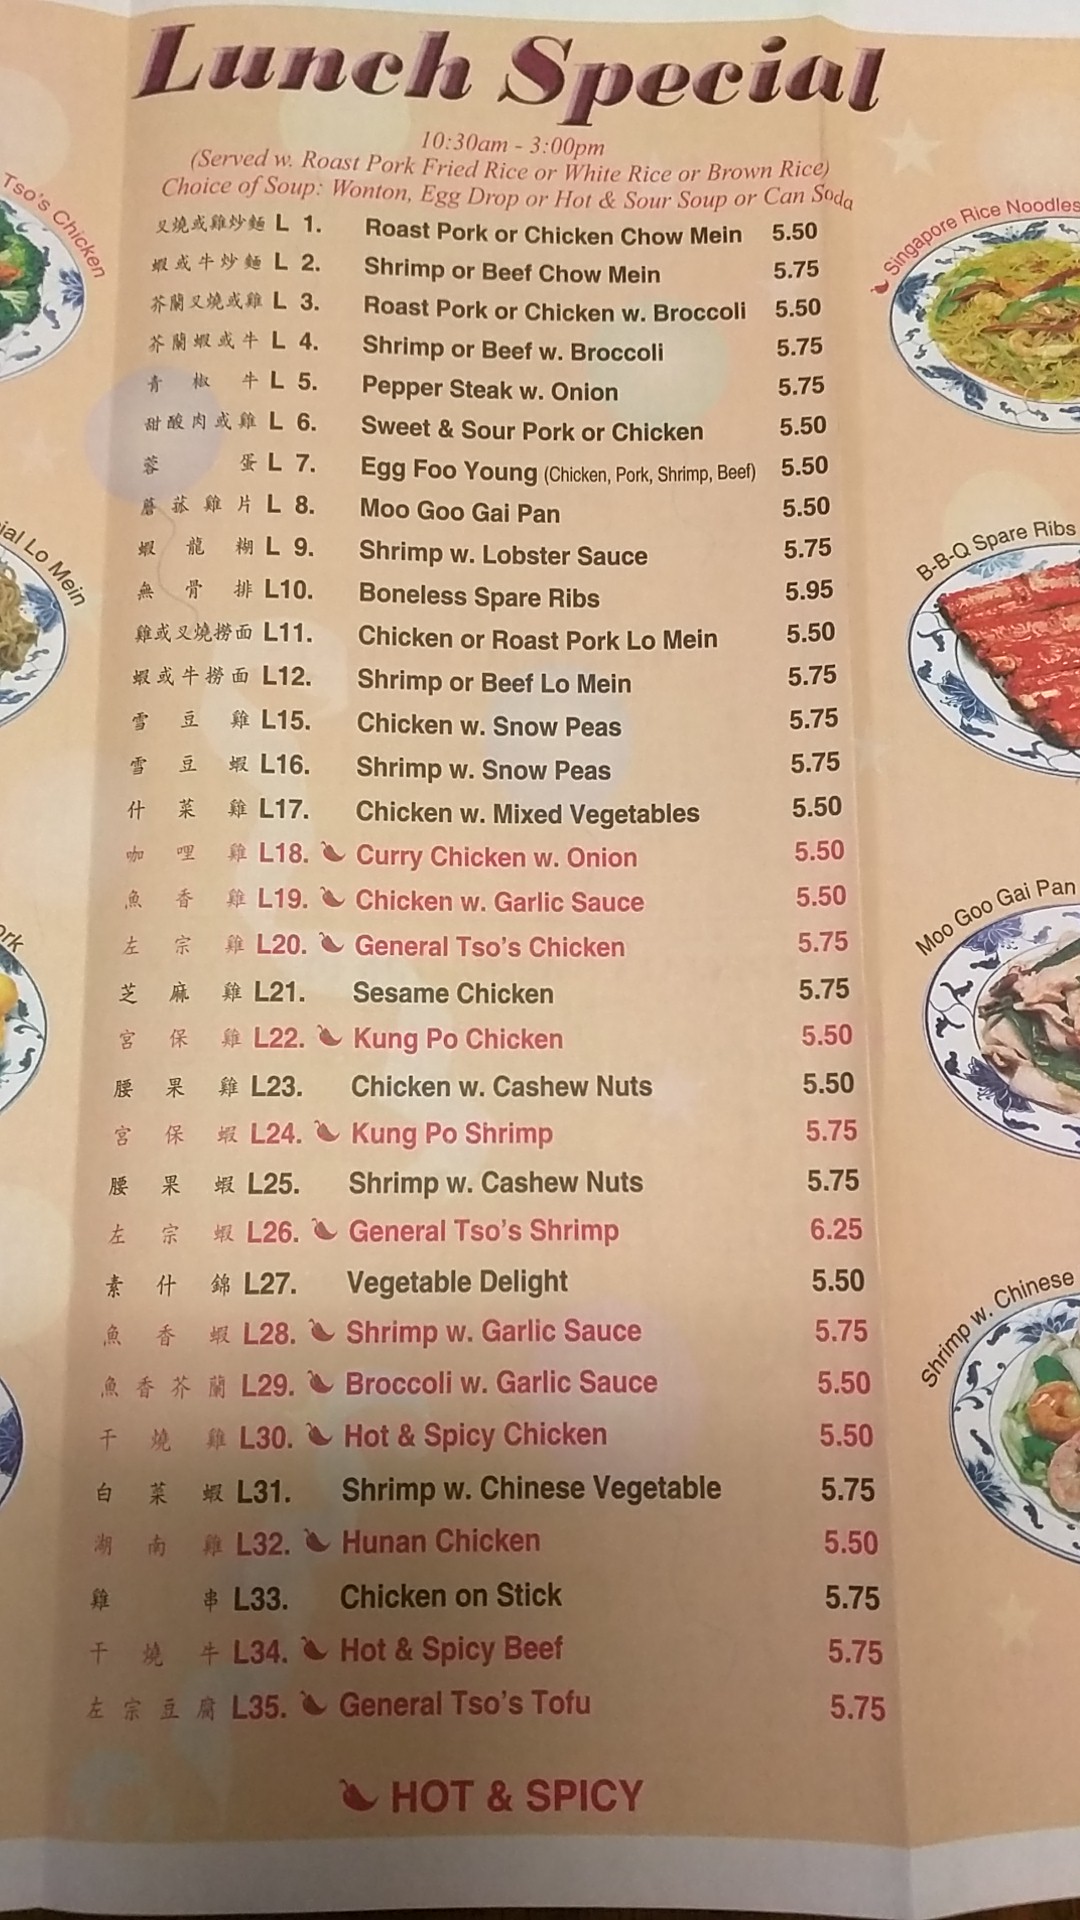 Lunch Special
10:30am - 3:00pm
(Served w. Roast Pork Fried Rice or White Rice or Brown Rice)
Choice of Soup: Wonton, Egg Drop or Hot & Sour Soup or Can Soda
叉燒或雞炒麵 L 1. Roast Pork or Chicken Chow Mein 5.50
蝦或牛炒麵 L 2. Shrimp or Beef Chow Mein 5.75
芥蘭叉燒或雞 L 3. Roast Pork or Chicken w. Broccoli 5.50
芥蘭蝦或牛 L 4. Shrimp or Beef w. Broccoli 5.75
青椒牛 L 5. Pepper Steak w. Onion 5.75
甜酸肉或雞 L 6. Sweet & Sour Pork or Chicken 5.50
蓉蛋 L 7. Egg Foo Young (Chicken, Pork, Shrimp, Beef) 5.50
蘑菇雞片 L 8. Moo Goo Gai Pan 5.50
蝦龍糊 L 9. Shrimp w. Lobster Sauce 5.75
無骨排 L10. Boneless Spare Ribs 5.95
雞或叉燒撈面 L11. Chicken or Roast Pork Lo Mein 5.50
蝦或牛撈面 L12. Shrimp or Beef Lo Mein 5.75
雪豆雞 L15. Chicken w. Snow Peas 5.75
雪豆蝦 L16. Shrimp w. Snow Peas 5.75
什菜雞 L17. Chicken w. Mixed Vegetables 5.50
咖哩雞 L18. Curry Chicken w. Onion 5.50
魚香雞 L19. Chicken w. Garlic Sauce 5.50
左宗雞 L20. General Tso's Chicken 5.75
芝麻雞 L21. Sesame Chicken 5.75
宮保雞 L22. Kung Po Chicken 5.50
腰果雞 L23. Chicken w. Cashew Nuts 5.50
宮保蝦 L24. Kung Po Shrimp 5.75
腰果蝦 L25. Shrimp w. Cashew Nuts 5.75
左宗蝦 L26. General Tso's Shrimp 6.25
素什錦 L27. Vegetable Delight 5.50
魚香蝦 L28. Shrimp w. Garlic Sauce 5.75
魚香芥蘭 L29. Broccoli w. Garlic Sauce 5.50
干燒雞 L30. Hot & Spicy Chicken 5.50
白菜蝦 L31. Shrimp w. Chinese Vegetable 5.75
湖南雞 L32. Hunan Chicken 5.50
雞串 L33. Chicken on Stick 5.75
干燒牛 L34. Hot & Spicy Beef 5.75
左宗豆腐 L35. General Tso's Tofu 5.75
HOT & SPICY
Tso's Chicken
Lo Mein
Singapore Rice Noodles
B-B-Q Spare Ribs
Moo Goo Gai Pan
Shrimp w. Chinese